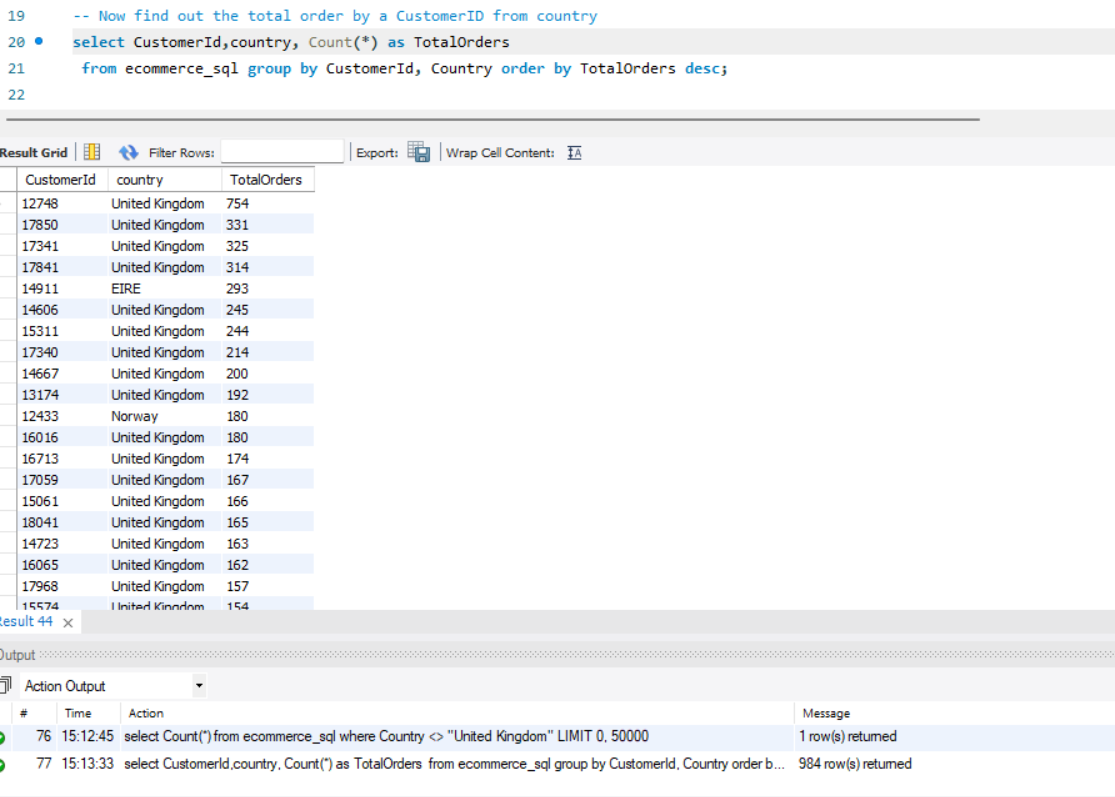 19 -- Now find out the total order by a CustomerID from country
20 select CustomerId,country, Count(*) as TotalOrders
21 from ecommerce_sql group by CustomerId, Country order by TotalOrders desc;
22
Result Grid Filter Rows: Export: Wrap Cell Content: IA
CustomerId country TotalOrders
12748 United Kingdom 754
17850 United Kingdom 331
17341 United Kingdom 325
17841 United Kingdom 314
14911 EIRE 293
14606 United Kingdom 245
15311 United Kingdom 244
17340 United Kingdom 214
14667 United Kingdom 200
13174 United Kingdom 192
12433 Norway 180
16016 United Kingdom 180
16713 United Kingdom 174
17059 United Kingdom 167
15061 United Kingdom 166
18041 United Kingdom 165
14723 United Kingdom 163
16065 United Kingdom 162
17968 United Kingdom 157
15574 United Kingdom 154
Result 44 ×
Output
Action Output
# Time Action Message
76 15:12:45 select Count(*) from ecommerce_sql where Country <> "United Kingdom" LIMIT 0, 50000 1 row(s) returned
77 15:13:33 select CustomerId,country, Count(*) as TotalOrders from ecommerce_sql group by CustomerId, Country order b... 984 row(s) returned